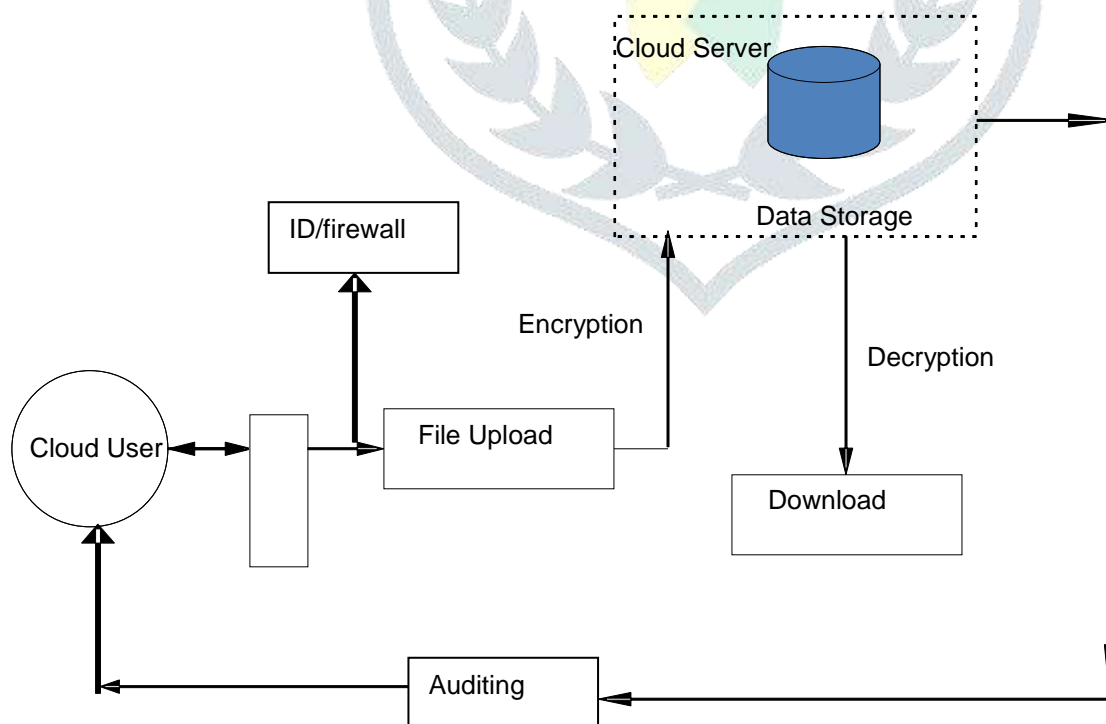 Cloud Server
Data Storage
ID/firewall
Encryption
Decryption
Cloud User
File Upload
Download
Auditing